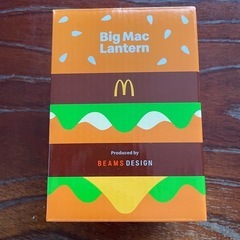 Big Mac
Lantern
Produced by
BEAMS DESIGN